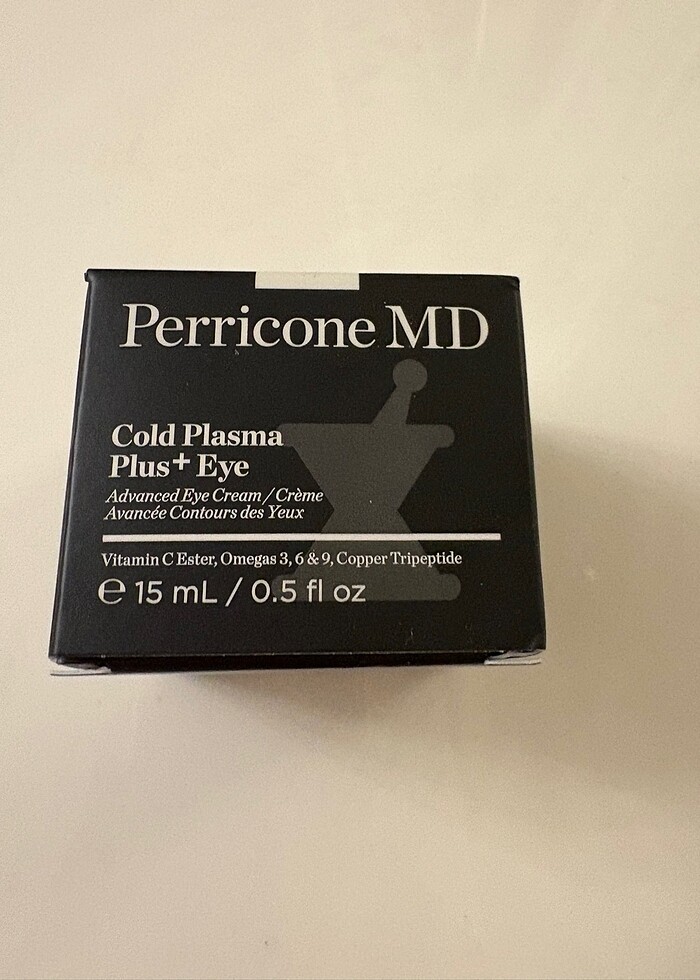 Perricone MD
Cold Plasma
Plus+ Eye
Advanced Eye Cream / Crème
Avancée Contours des Yeux
Vitamin C Ester, Omegas 3, 6 & 9, Copper Tripeptide
℮ 15 mL / 0.5 fl oz